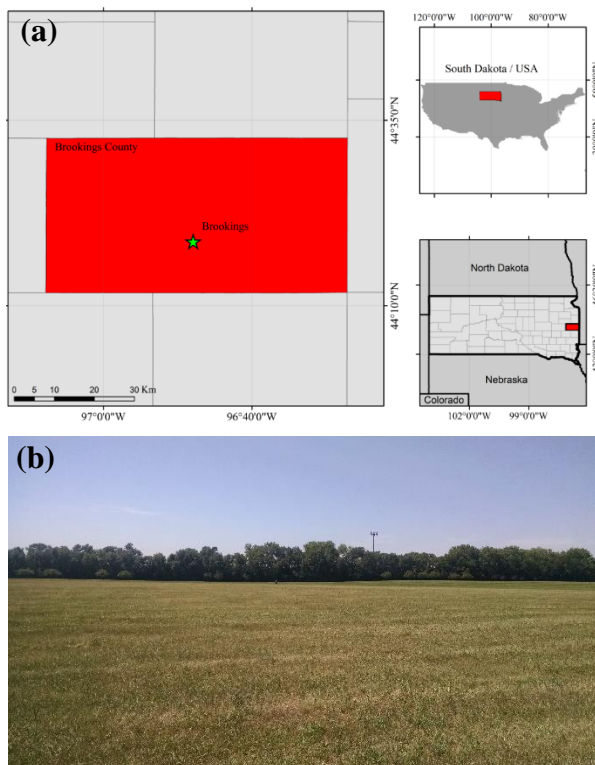 (a)
Brookings County
Brookings
44°35'0"N
44°10'0"N
0 5 10 20 30 Km
97°0'0"W 96°40'0"W
120°0'0"W 100°0'0"W 80°0'0"W
South Dakota / USA
North Dakota
Nebraska
Colorado
102°0'0"W 99°0'0"W
(b)